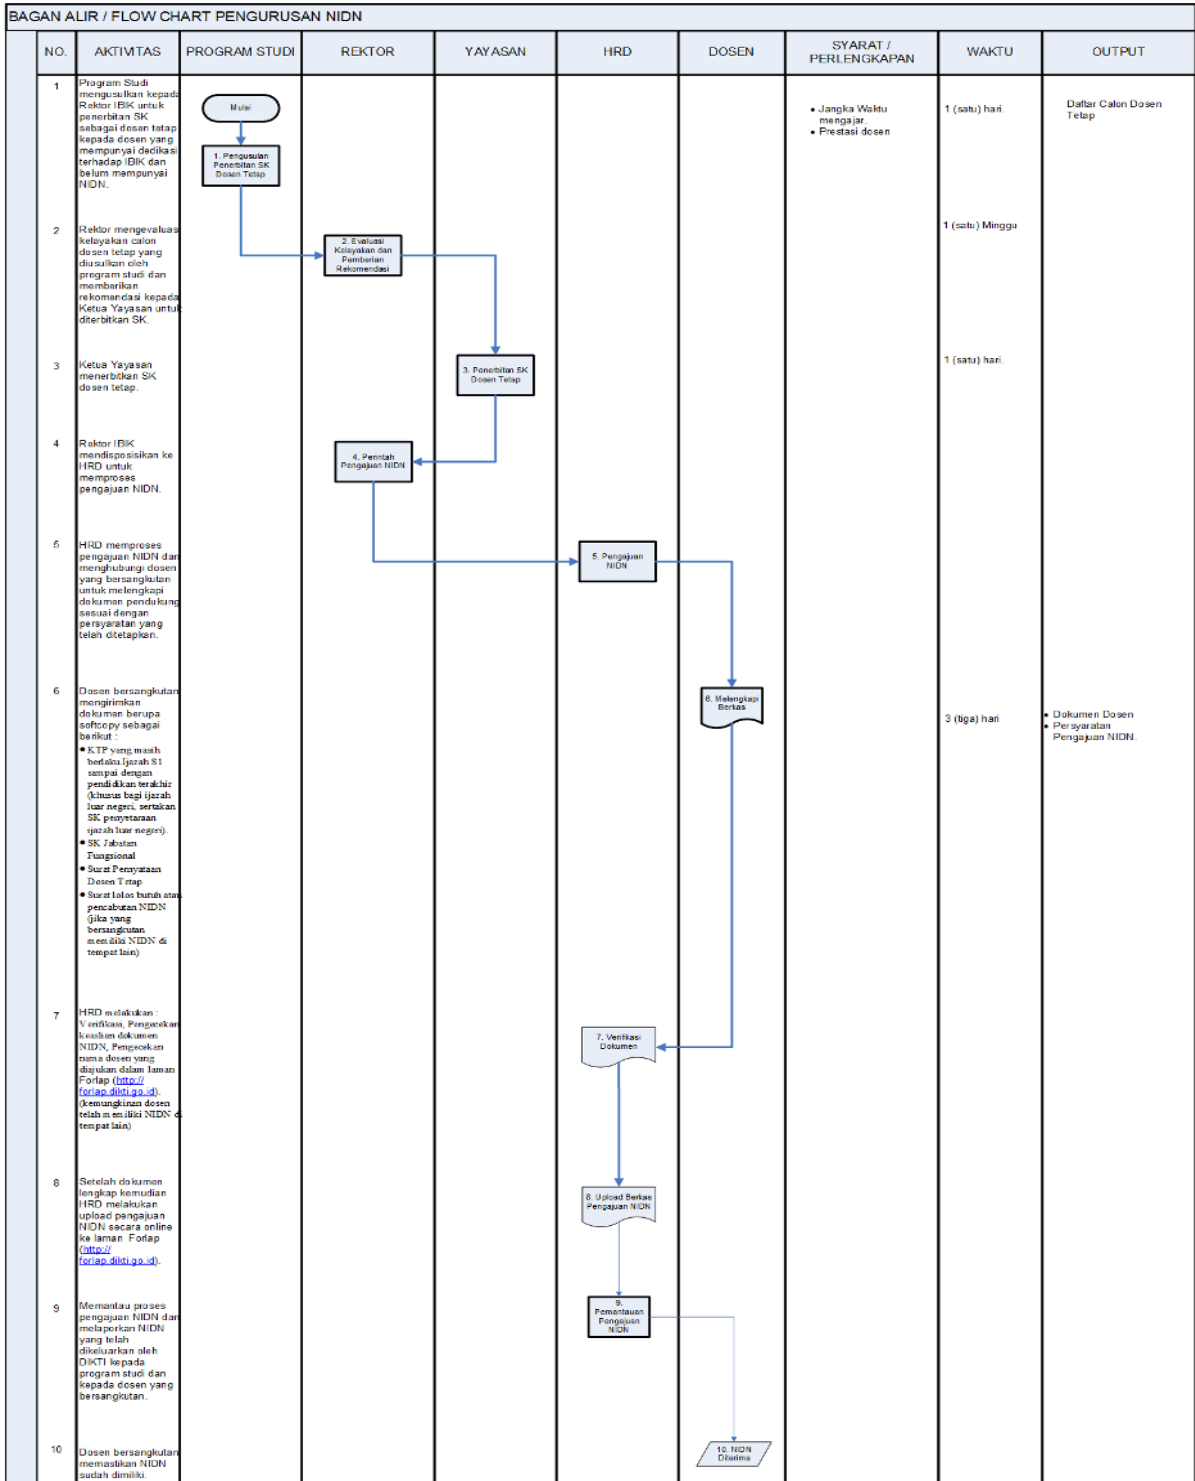 BAGAN ALIR / FLOW CHART PENGURUSAN NIDN
NO.
AKTIVITAS
PROGRAM STUDI
REKTOR
YAYASAN
HRD
DOSEN
SYARAT /
PERLENGKAPAN
WAKTU
OUTPUT
1
Program Studi
mengusulkan kepada
Rektor IBIK untuk
penerbitan SK
sebagai dosen tetap
kepada dosen yang
mempunyai dedikasi
terhadap IBIK dan
belum mempunyai
NIDN.
Mulai
1. Pengusulan
Penerbitan SK
Dosen Tetap
• Jangka Waktu
mengajar.
• Prestasi dosen
1 (satu) hari.
Daftar Calon Dosen
Tetap
2
Rektor mengevaluas
kelayakan calon
dosen tetap yang
diusulkan oleh
program studi dan
memberikan
rekomendasi kepada
Ketua Yayasan untuk
diterbitkan SK.
2. Evaluasi
Kelayakan dan
Pemberian
Rekomendasi
1 (satu) Minggu
3
Ketua Yayasan
menerbitkan SK
dosen tetap.
3. Penerbitan SK
Dosen Tetap
1 (satu) hari.
4
Rektor IBIK
mendisposisikan ke
HRD untuk
memproses
pengajuan NIDN.
4. Perintah
Pengajuan NIDN
5
HRD memproses
pengajuan NIDN dan
menghubungi dosen
yang bersangkutan
untuk melengkapi
dokumen pendukung
sesuai dengan
persyaratan yang
telah ditetapkan.
5. Pengajuan
NIDN
6
Dosen bersangkutan
mengirimkan
dokumen berupa
softcopy sebagai
berikut :
• KTP yang masih
berlaku.Ijazah S1
sampai dengan
pendidikan terakhir
(khusus bagi ijazah
luar negeri, sertakan
SK penyetaraan
ijazah luar negeri).
• SK Jabatan
Fungsional
• Surat Pernyataan
Dosen Tetap
• Surat lolos butuh atau
pencabutan NIDN
(jika yang
bersangkutan
memiliki NIDN di
tempat lain)
6. Melengkapi
Berkas
3 (tiga) hari
• Dokumen Dosen
• Persyaratan
Pengajuan NIDN.
7
HRD melakukan :
Verifikasi, Pengecekan
keaslian dokumen
NIDN, Pengecekan
nama dosen yang
diajukan dalam laman
Forlap (http://
forlap.dikti.go.id).
(kemungkinan dosen
telah memiliki NIDN di
tempat lain)
7. Verifikasi
Dokumen
8
Setelah dokumen
lengkap kemudian
HRD melakukan
upload pengajuan
NIDN secara online
ke laman Forlap
(http://
forlap.dikti.go.id).
8. Upload Berkas
Pengajuan NIDN
9
Memantau proses
pengajuan NIDN dan
melaporkan NIDN
yang telah
dikeluarkan oleh
DIKTI kepada
program studi dan
kepada dosen yang
bersangkutan.
9.
Pemantauan
Pengajuan
NIDN
10
Dosen bersangkutan
memastikan NIDN
sudah dimiliki.
10. NIDN
Diterima